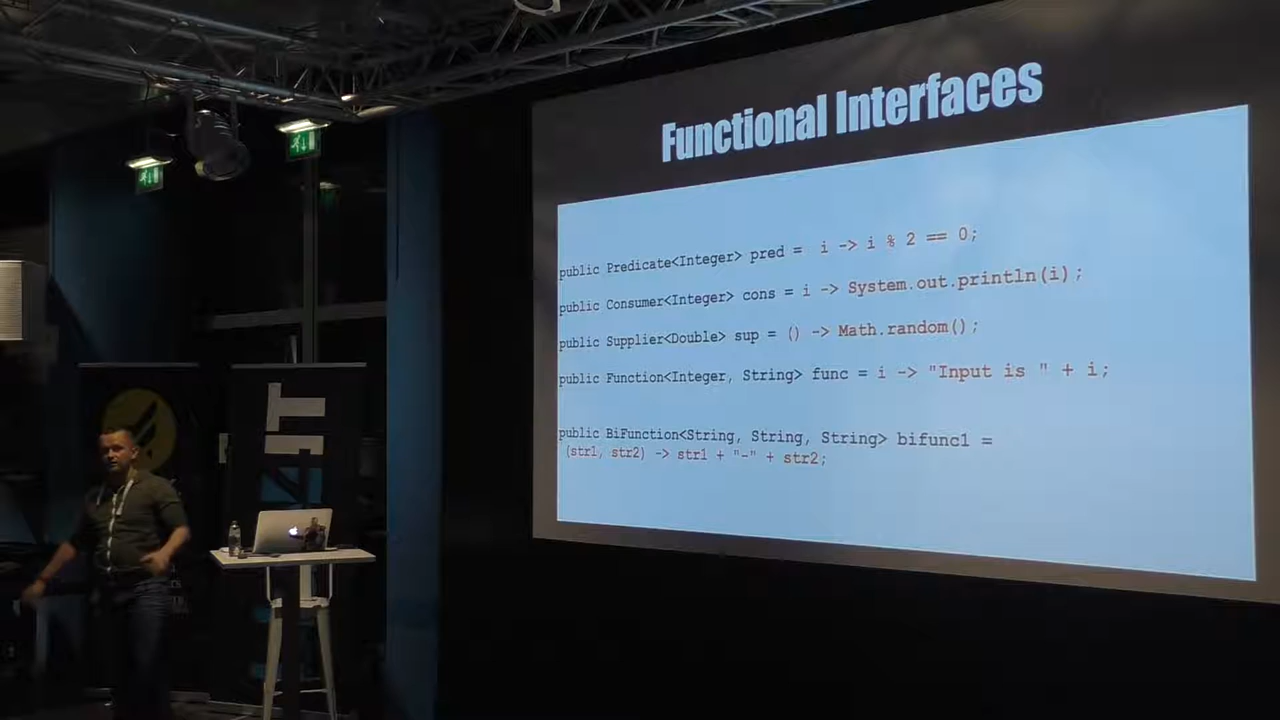 Functional Interfaces
public Predicate<Integer> pred = i -> i % 2 == 0;
public Consumer<Integer> cons = i -> System.out.println(i);
public Supplier<Double> sup = () -> Math.random();
public Function<Integer, String> func = i -> "Input is " + i;
public BiFunction<String, String, String> bifunc1 =
(str1, str2) -> str1 + "-" + str2;